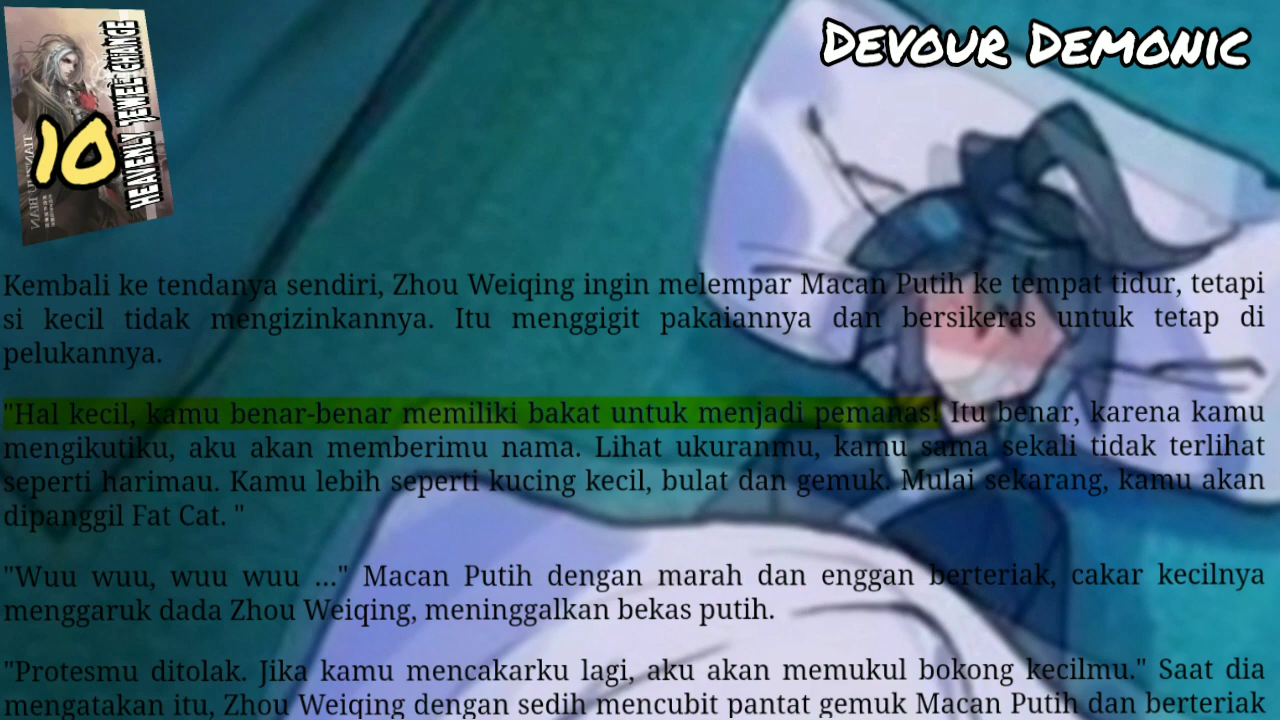 DEVOUR DEMONIC
HEAVENLY JEWEL CHANGE
10
Kembali ke tendanya sendiri, Zhou Weiqing ingin melempar Macan Putih ke tempat tidur, tetapi
si kecil tidak mengizinkannya. Itu menggigit pakaiannya dan bersikeras untuk tetap di
pelukannya.
"Hal kecil, kamu benar-benar memiliki bakat untuk menjadi pemanas! Itu benar, karena kamu
mengikutiku, aku akan memberimu nama. Lihat ukuranmu, kamu sama sekali tidak terlihat
seperti harimau. Kamu lebih seperti kucing kecil, bulat dan gemuk. Mulai sekarang, kamu akan
dipanggil Fat Cat. "
"Wuu wuu, wuu wuu ..." Macan Putih dengan marah dan enggan berteriak, cakar kecilnya
menggaruk dada Zhou Weiqing, meninggalkan bekas putih.
"Protesmu ditolak. Jika kamu mencakarku lagi, aku akan memukul bokong kecilmu." Saat dia
mengatakan itu, Zhou Weiqing dengan sedih mencubit pantat gemuk Macan Putih dan berteriak